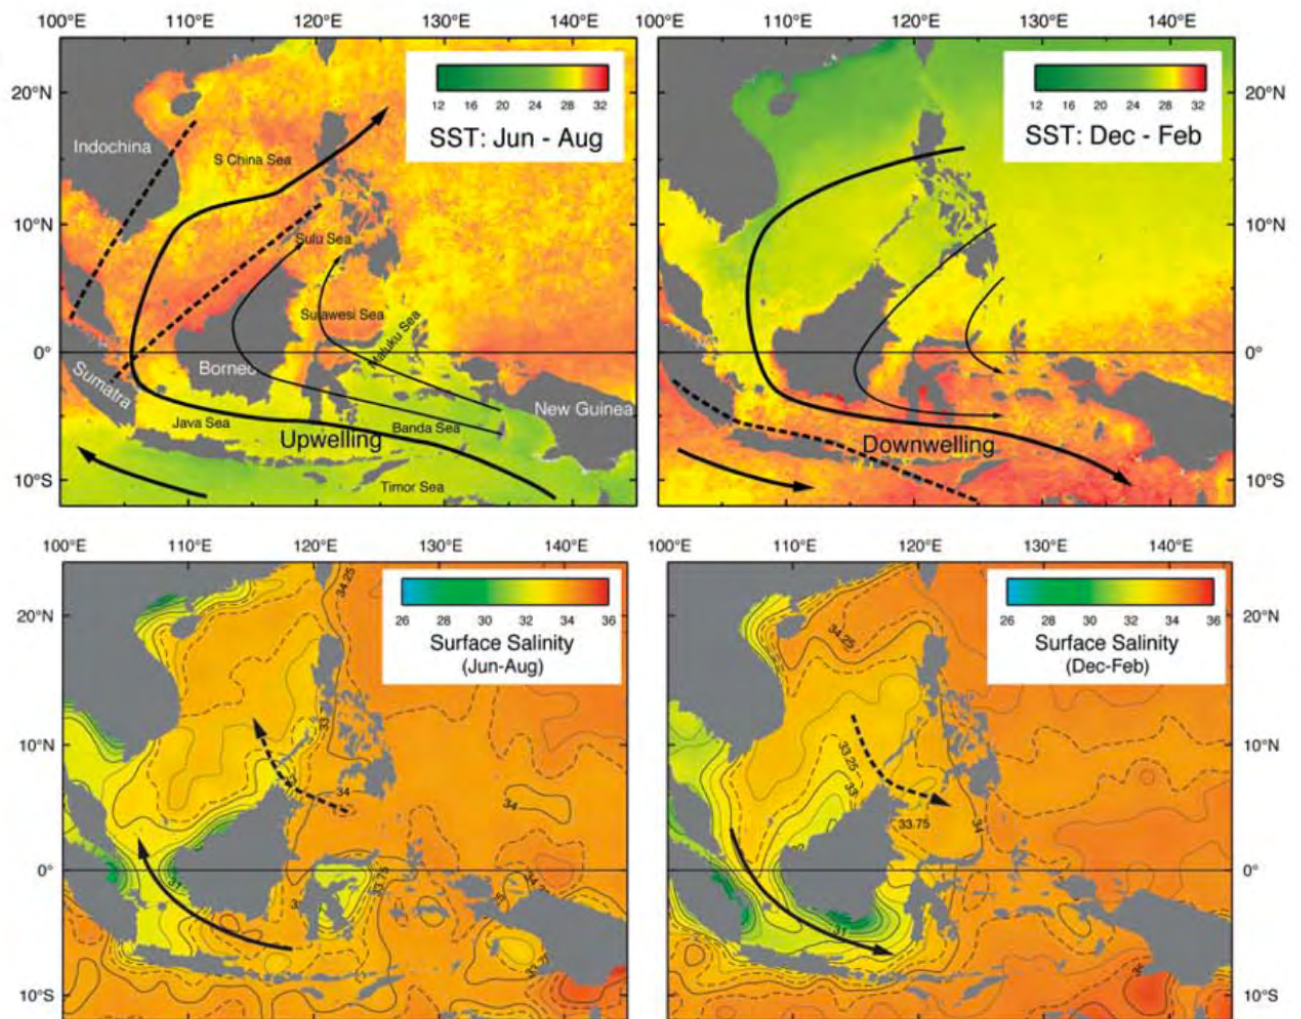 100°E 110°E 120°E 130°E 140°E 100°E 110°E 120°E 130°E 140°E
20°N
10°N
0°
10°S
12 16 20 24 28 32
SST: Jun - Aug
Indochina
S China Sea
Sulu Sea
Sulawesi Sea
Maluku Sea
Borneo
Sumatra
New Guinea
Java Sea
Banda Sea
Upwelling
Timor Sea
12 16 20 24 28 32
SST: Dec - Feb
Downwelling
20°N
10°N
0°
10°S
100°E 110°E 120°E 130°E 140°E 100°E 110°E 120°E 130°E 140°E
20°N
10°N
0°
10°S
34.25
26 28 30 32 34 36
Surface Salinity
(Jun-Aug)
33
34
34
31
33.75
26 28 30 32 34 36
Surface Salinity
(Dec-Feb)
34.25
33.25
33
33.75
34
31
20°N
10°N
0°
10°S